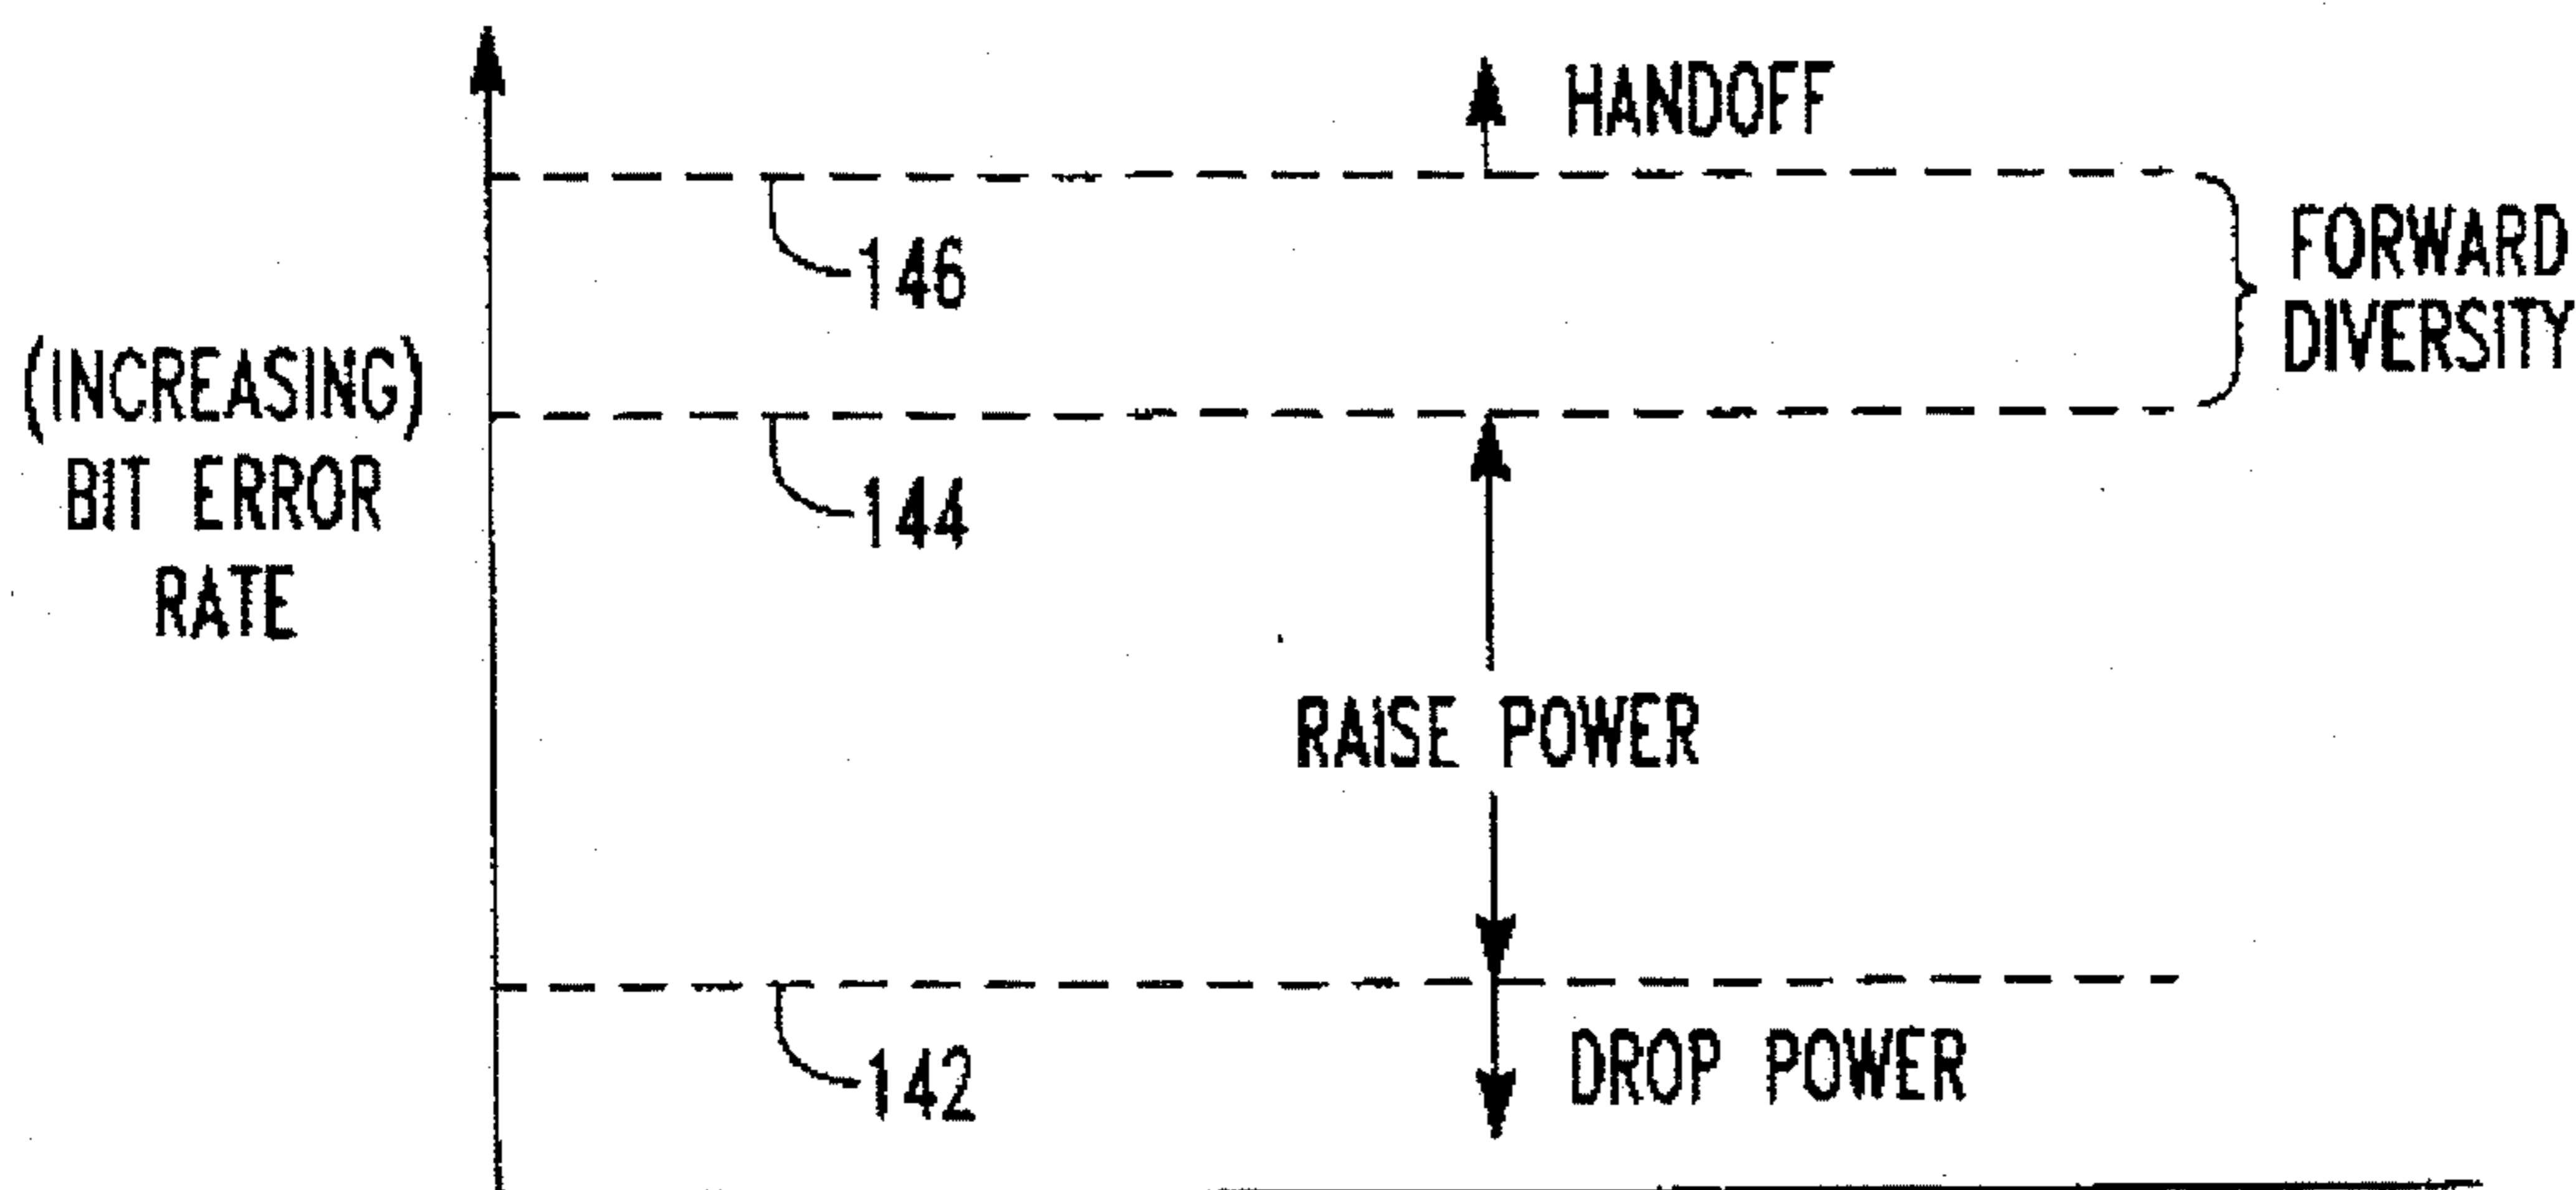 HANDOFF
146
FORWARD
DIVERSITY
(INCREASING)
BIT ERROR
RATE
144
RAISE POWER
DROP POWER
142